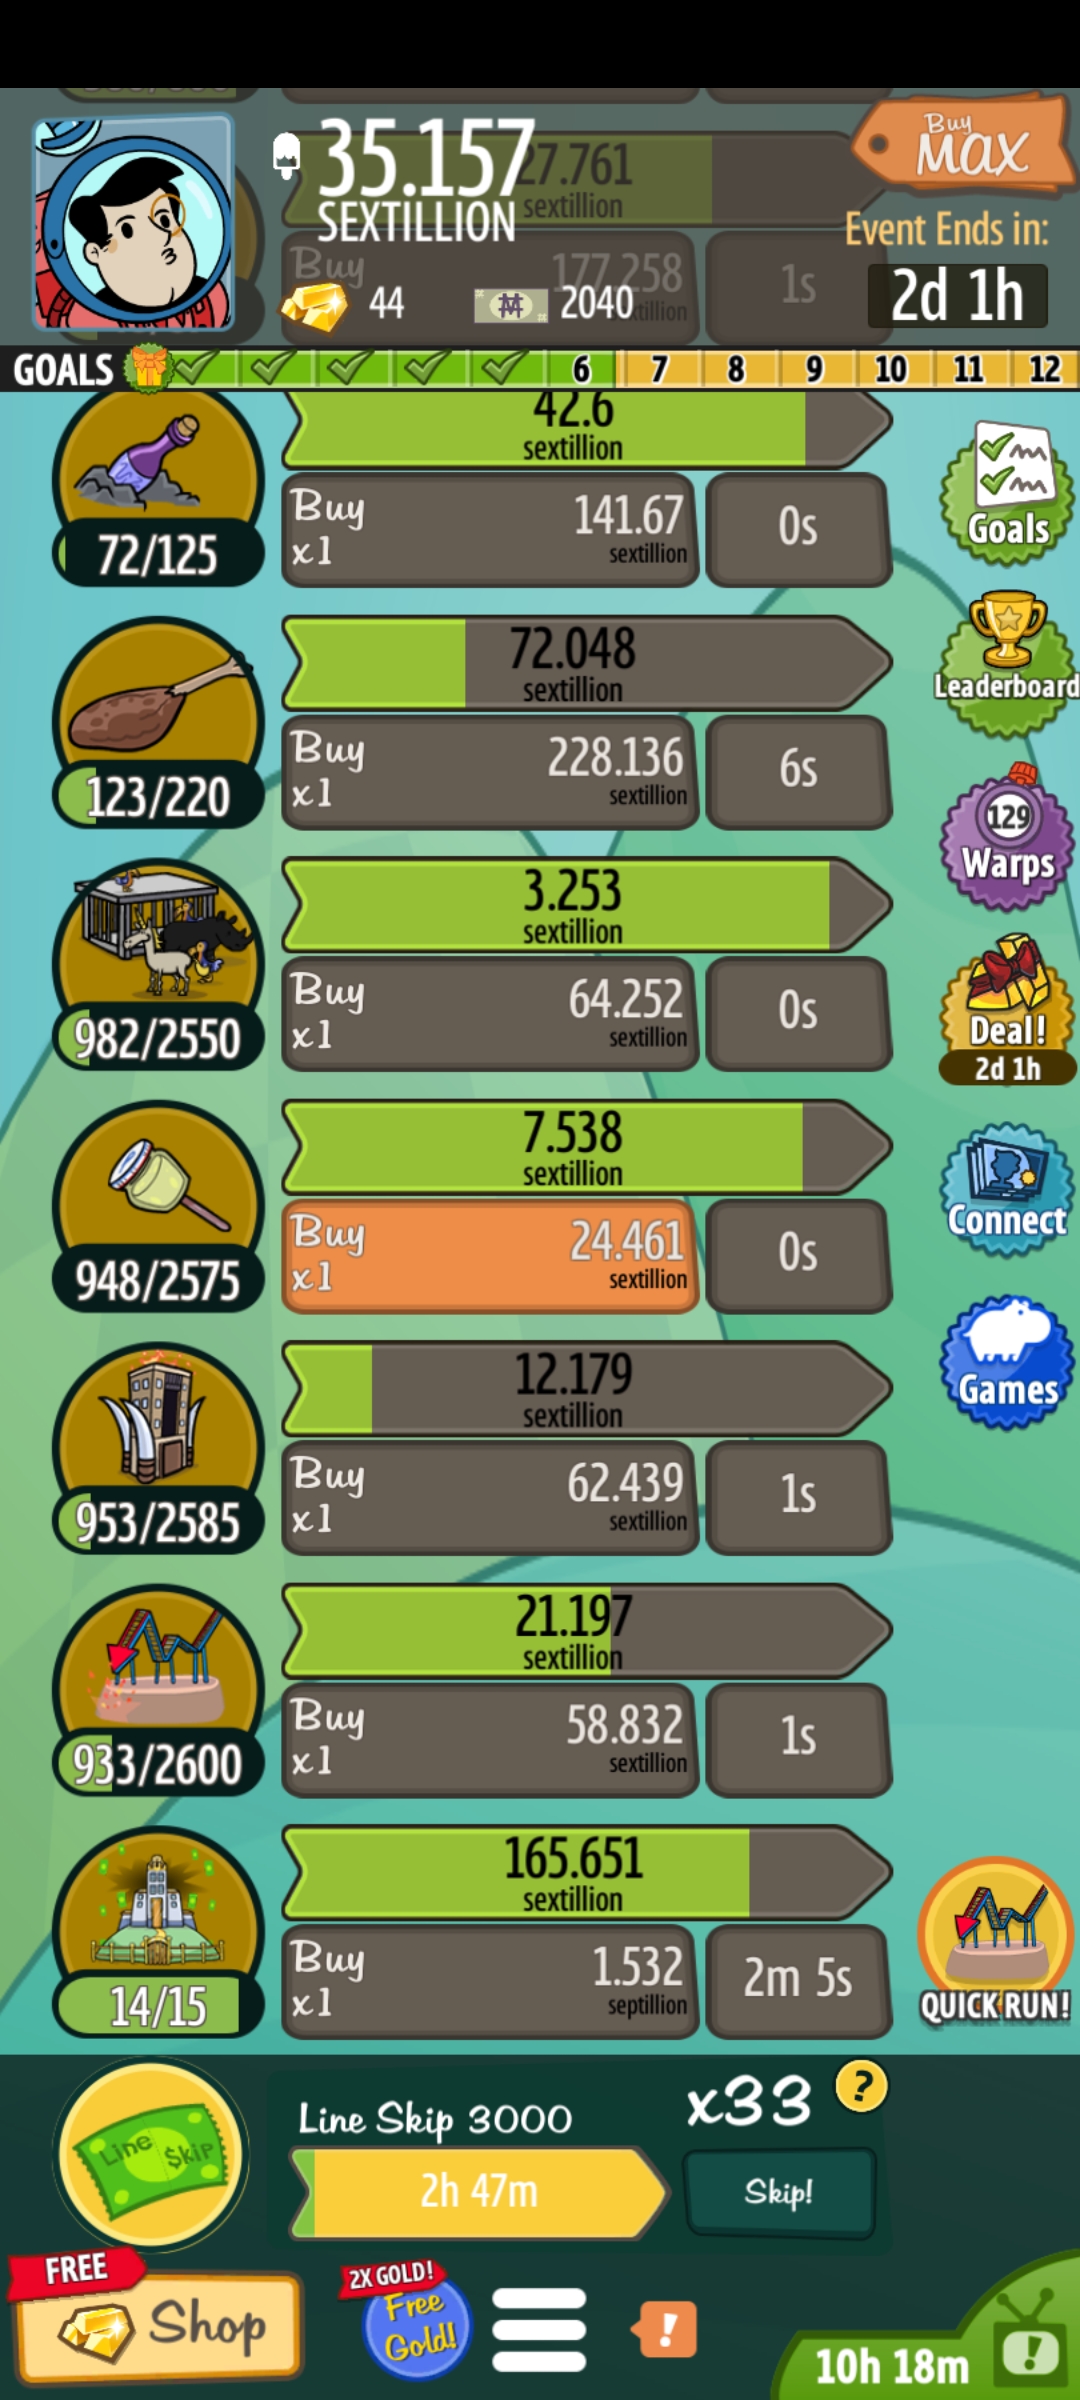 35.157
SEXTILLION
27.761
sextillion
Buy
MAX
Event Ends in:
2d 1h
Buy
177.258
1s
44
2040
GOALS 6 7 8 9 10 11 12
42.6
sextillion
Buy
x1
141.67
sextillion
0s
72/125
Goals
72.048
sextillion
Buy
x1
228.136
sextillion
6s
123/220
Leaderboard
129
Warps
3.253
sextillion
Buy
x1
64.252
sextillion
0s
982/2550
Deal!
2d 1h
7.538
sextillion
Buy
x1
24.461
sextillion
0s
948/2575
Connect
12.179
sextillion
Buy
x1
62.439
sextillion
1s
953/2585
Games
21.197
sextillion
Buy
x1
58.832
sextillion
1s
933/2600
165.651
sextillion
Buy
x1
1.532
septillion
2m 5s
14/15
QUICK RUN!
Line $kip
Line Skip 3000
x33
?
2h 47m
Skip!
FREE
Shop
2X GOLD!
Free
Gold!
!
10h 18m
!